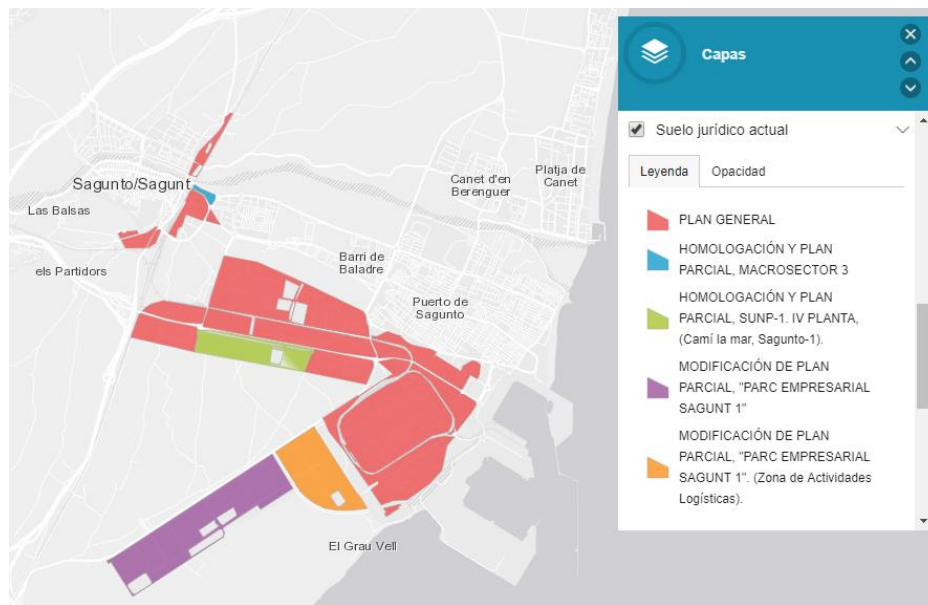 Capas
Suelo jurídico actual
Leyenda
Opacidad
PLAN GENERAL
HOMOLOGACIÓN Y PLAN
PARCIAL, MACROSECTOR 3
HOMOLOGACIÓN Y PLAN
PARCIAL, SUNP-1. IV PLANTA,
(Camí la mar, Sagunto-1).
MODIFICACIÓN DE PLAN
PARCIAL, "PARC EMPRESARIAL
SAGUNT 1"
MODIFICACIÓN DE PLAN
PARCIAL, "PARC EMPRESARIAL
SAGUNT 1". (Zona de Actividades
Logísticas).
Sagunto/Sagunt
Las Balsas
els Partidors
Canet d'en
Berenguer
Platja de
Canet
Barri de
Baladre
Puerto de
Sagunto
El Grau Vell